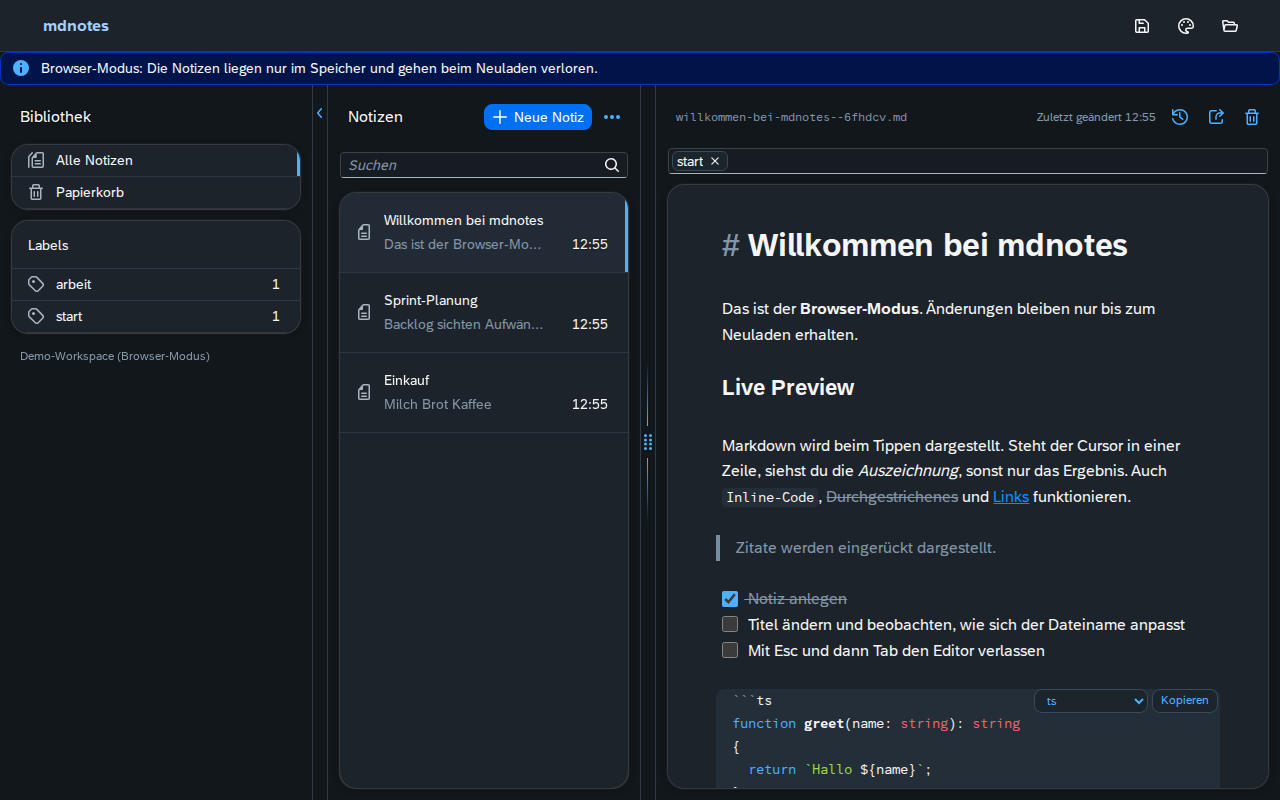 mdnotes
Browser-Modus: Die Notizen liegen nur im Speicher und gehen beim Neuladen verloren.
Bibliothek
Alle Notizen
Papierkorb
Labels
arbeit 1
start 1
Demo-Workspace (Browser-Modus)
Notizen
Neue Notiz
Suchen
Willkommen bei mdnotes
Das ist der Browser-Mo... 12:55
Sprint-Planung
Backlog sichten Aufwän... 12:55
Einkauf
Milch Brot Kaffee 12:55
willkommen-bei-mdnotes--6fhdcv.md
Zuletzt geändert 12:55
start
# Willkommen bei mdnotes
Das ist der Browser-Modus. Änderungen bleiben nur bis zum
Neuladen erhalten.
Live Preview
Markdown wird beim Tippen dargestellt. Steht der Cursor in einer
Zeile, siehst du die Auszeichnung, sonst nur das Ergebnis. Auch
Inline-Code, Durchgestrichenes und Links funktionieren.
Zitate werden eingerückt dargestellt.
Notiz anlegen
Titel ändern und beobachten, wie sich der Dateiname anpasst
Mit Esc und dann Tab den Editor verlassen
```ts
ts
Kopieren
function greet(name: string): string
{
return `Hallo ${name}`;